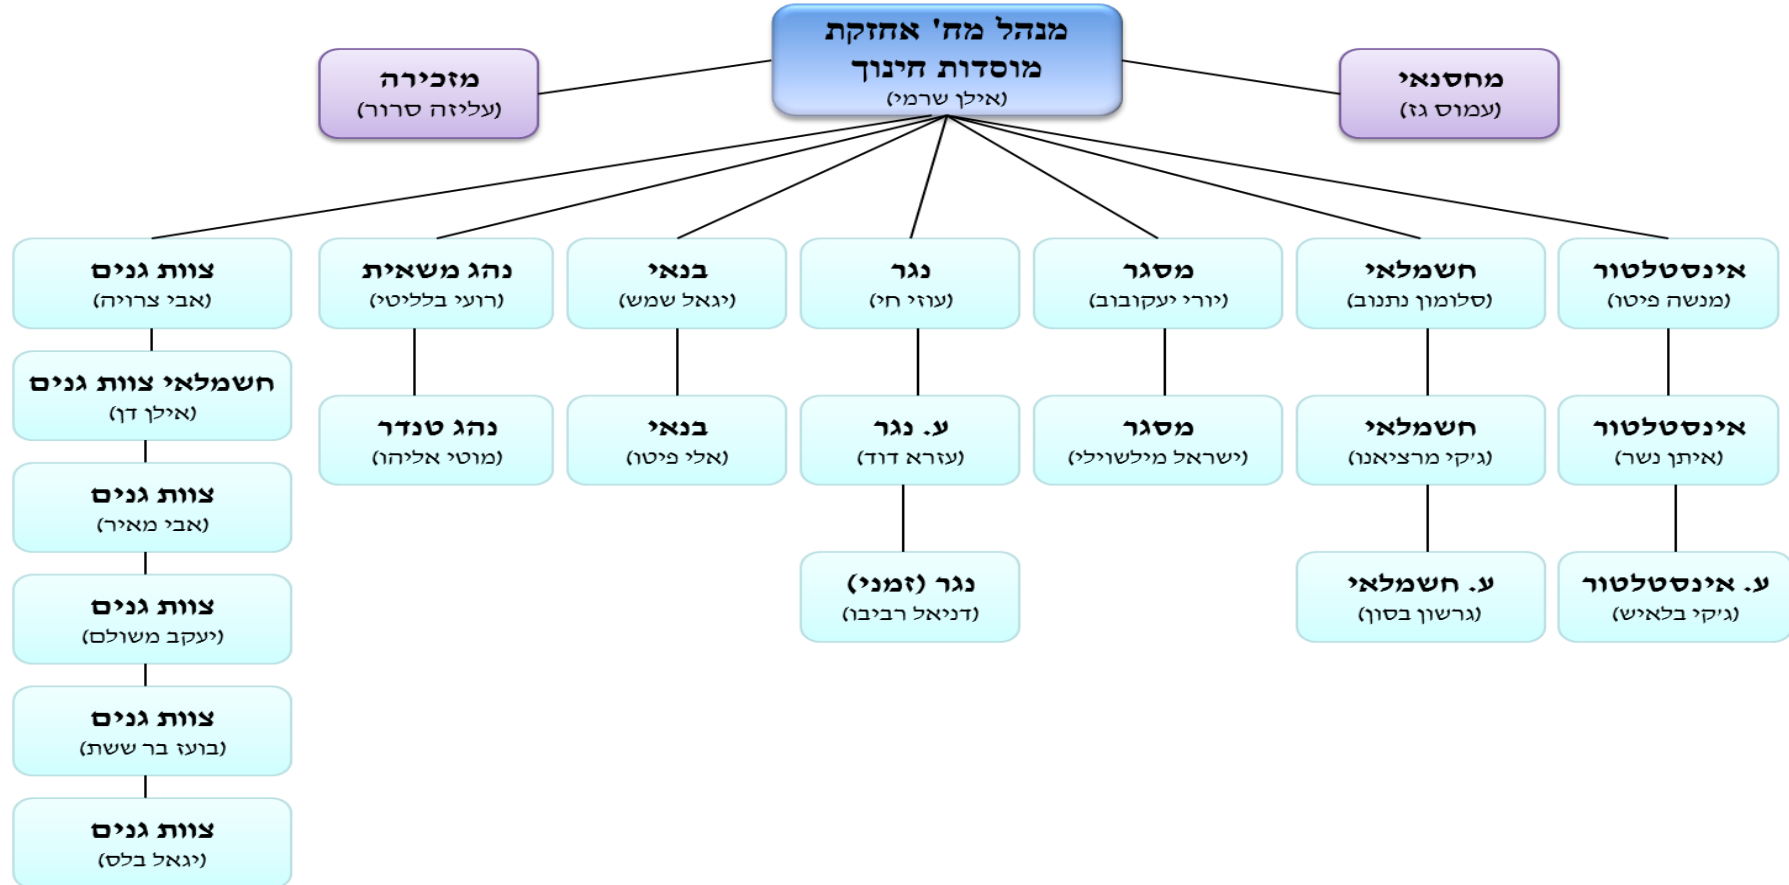 מנהל מח' אחזקת
מוסדות חינוך
(אילן שרמי)
מחסנאי
(עמוס גז)
מזכירה
(עליזה סרור)
אינסטלטור
(מנשה פיטו)
חשמלאי
(סלומון נתנוב)
מסגר
(יורי יעקובוב)
נגר
(עוזי חי)
בנאי
(יגאל שמש)
נהג משאית
(רועי בלליטי)
צוות גנים
(אבי צרויה)
אינסטלטור
(איתן נשר)
חשמלאי
(ג'קי מרציאנו)
מסגר
(ישראל מילשוילי)
ע. נגר
(עזרא דוד)
בנאי
(אלי פיטו)
נהג טנדר
(מוטי אליהו)
חשמלאי צוות גנים
(אילן דן)
ע. אינסטלטור
(ג'קי בלאיש)
ע. חשמלאי
(גרשון בסון)
נגר (זמני)
(דניאל רביבו)
צוות גנים
(אבי מאיר)
צוות גנים
(יעקב משולם)
צוות גנים
(בועז בר ששת)
צוות גנים
(יגאל בלס)